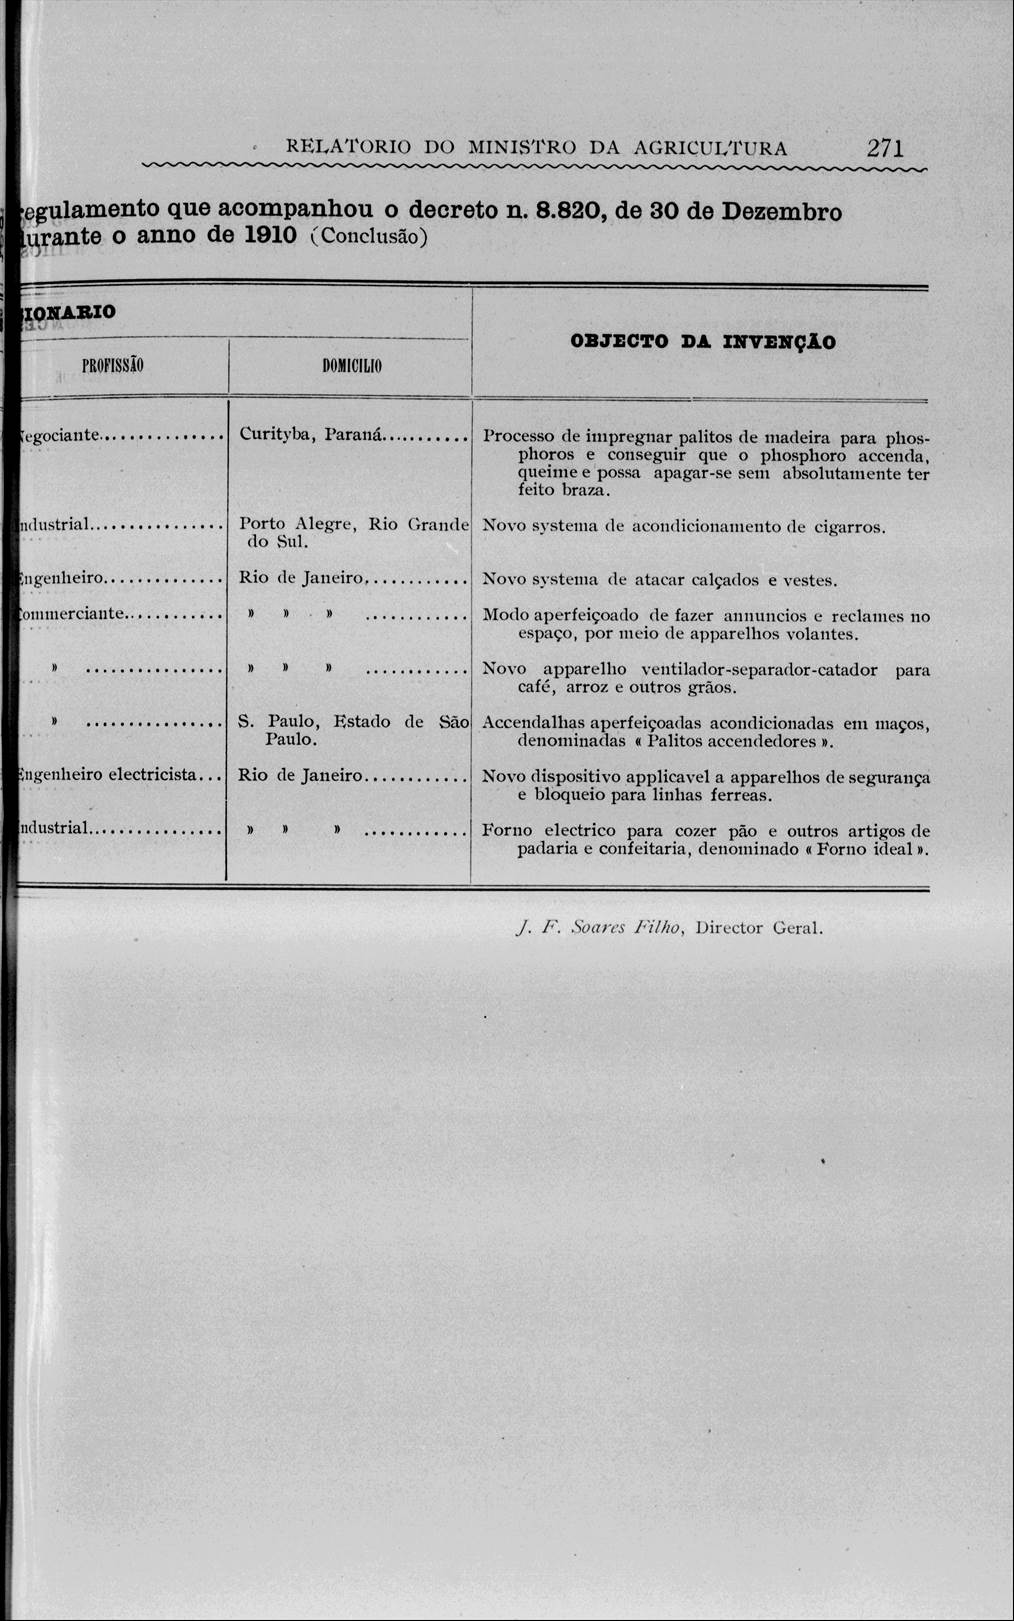 RELATORIO DO MINISTRO DA AGRICULTURA 271
egulamento que acompanhou o decreto n. 8.820, de 30 de Dezembro
urante o anno de 1910 (Conclusão)
IONARIO
OBJECTO DA INVENÇÃO
PROFISSÃO DOMICILIO
egociante............... Curityba, Paraná........... Processo de impregnar palitos de madeira para phos-
phoros e conseguir que o phosphoro accenda,
queime e possa apagar-se sem absolutamente ter
feito braza.
ndustrial................ Porto Alegre, Rio Grande Novo systema de acondicionamento de cigarros.
do Sul.
ngenheiro.............. Rio de Janeiro............ Novo systema de atacar calçados e vestes.
ommerciante............ » » » ............ Modo aperfeiçoado de fazer annuncios e reclames no
espaço, por meio de apparelhos volantes.
» ................ » » » ............ Novo apparelho ventilador-separador-catador para
café, arroz e outros grãos.
» ................ S. Paulo, Estado de São Accendalhas aperfeiçoadas acondicionadas em maços,
Paulo. denominadas « Palitos accendedores ».
ngenheiro electricista... Rio de Janeiro............ Novo dispositivo applicavel a apparelhos de segurança
e bloqueio para linhas ferreas.
ndustrial................ » » » ............ Forno electrico para cozer pão e outros artigos de
padaria e confeitaria, denominado « Forno ideal ».
J. F. Soares Filho, Director Geral.